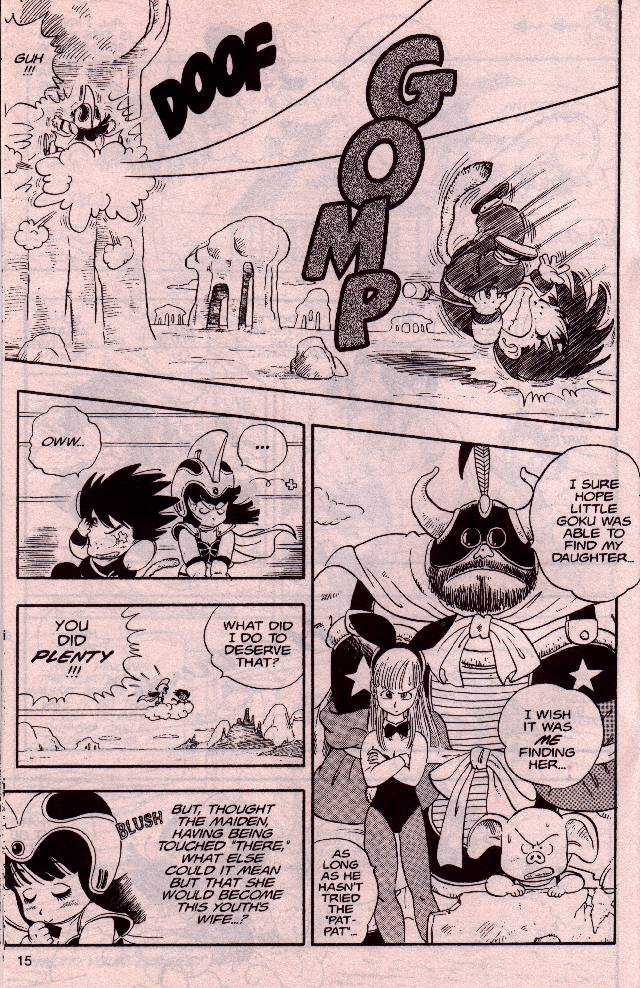 GUH
!!!
DOOF
GOMP
OWW...
...
YOU
DID
PLENTY
!!!
WHAT DID
I DO TO
DESERVE
THAT?
BLUSH
BUT, THOUGHT
THE MAIDEN,
HAVING BEING
TOUCHED "THERE,"
WHAT ELSE
COULD IT MEAN
BUT THAT SHE
WOULD BECOME
THIS YOUTH'S
WIFE...?
I SURE
HOPE
LITTLE
GOKU WAS
ABLE TO
FIND MY
DAUGHTER...
I WISH
IT WAS
ME
FINDING
HER...
AS
LONG
AS HE
HASN'T
TRIED
THE
"PAT-
PAT"...
15